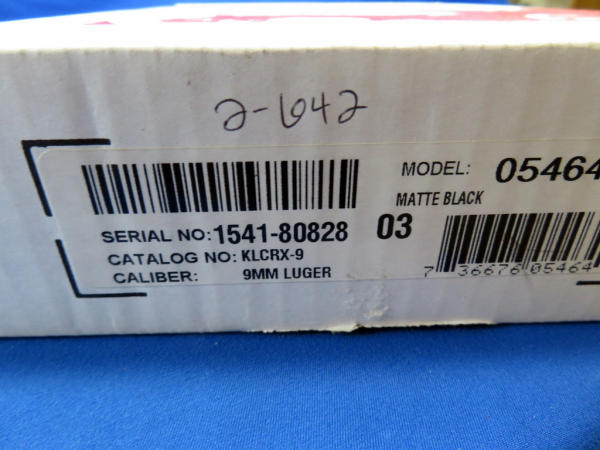 2-642
MODEL: 05464
MATTE BLACK
SERIAL NO: 1541-80828 03
CATALOG NO: KLCRX-9
CALIBER: 9MM LUGER
7 36676 05464